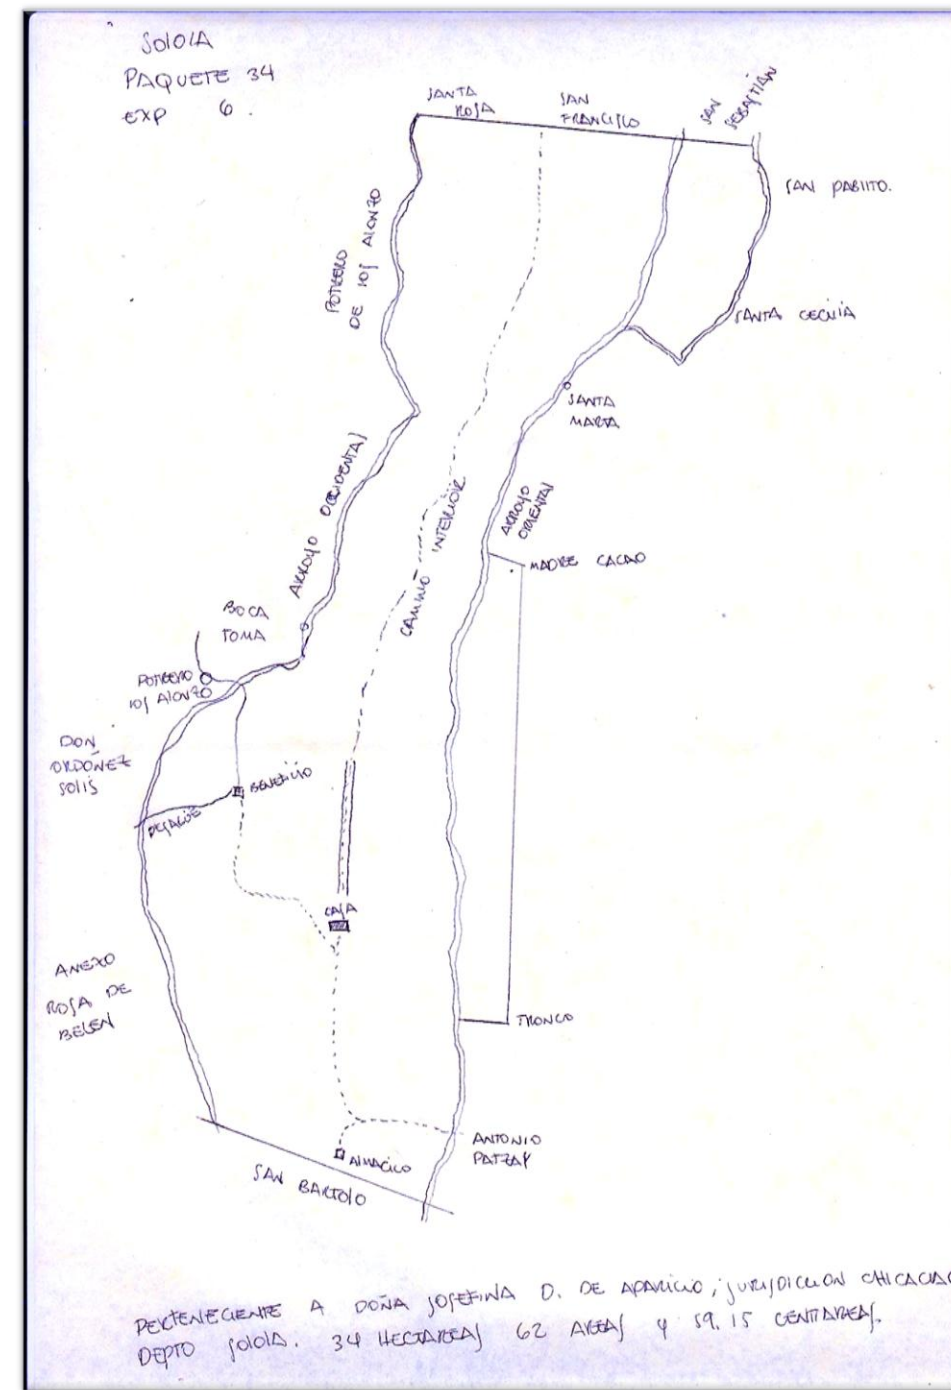 SOLOLA
PAQUETE 34
EXP 6.
SANTA
ROSA
SAN
FRANCISCO
SAN
SEBASTIAN
SAN PABLITO.
POTRERO
DE LOS ALONZO
SANTA CECILIA
SANTA
MARTA
ARROYO OCCIDENTAL
CAMINO INTERIOR
ARROYO
ORIENTAL
MADRE CACAO
BOCA
TOMA
POTRERO
LOS ALONZO
DON
ORDOÑEZ
SOLIS
BENEFICIO
DESAGÜE
CASA
ANEXO
ROSA DE
BELEN
TRONCO
ANTONIO
PATZAY
ALMACICO
SAN BARTOLO
PERTENECIENTE A DOÑA JOSEFINA D. DE APARICIO, JURISDICCION CHICACAO
DEPTO SOLOLA. 34 HECTAREAS 62 AREAS Y 59.15 CENTIAREAS.